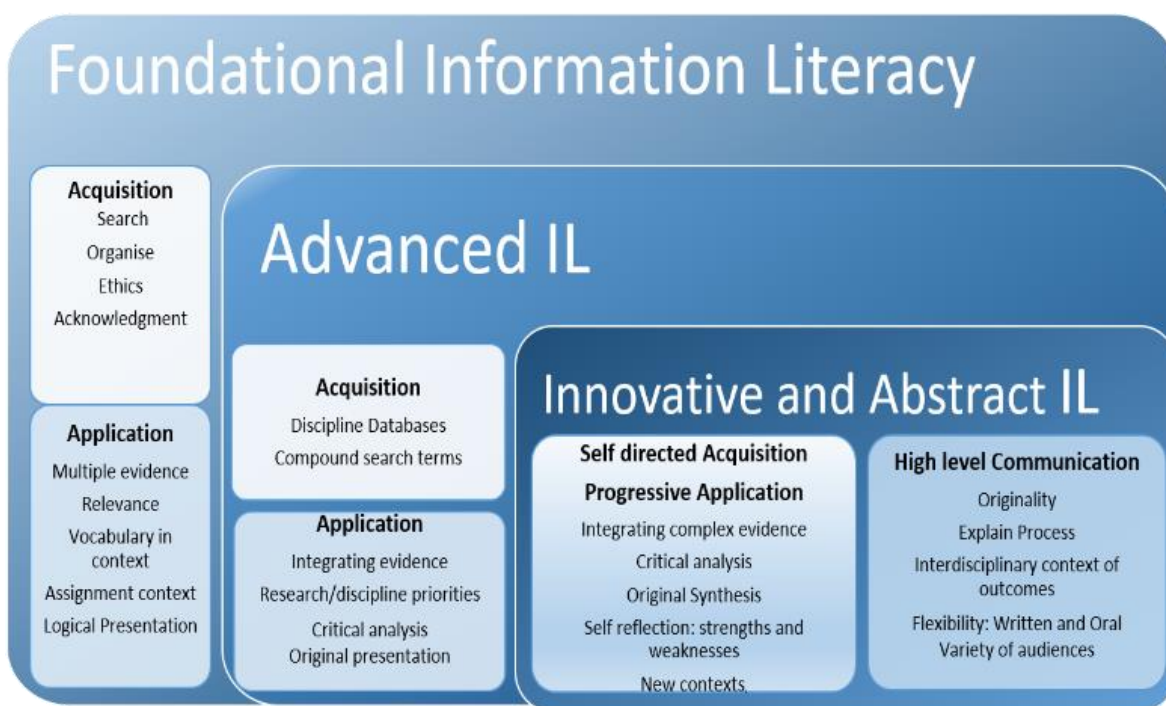 Foundational Information Literacy
Acquisition
Search
Organise
Ethics
Acknowledgment
Application
Multiple evidence
Relevance
Vocabulary in
context
Assignment context
Logical Presentation
Advanced IL
Acquisition
Discipline Databases
Compound search terms
Application
Integrating evidence
Research/discipline priorities
Critical analysis
Original presentation
Innovative and Abstract IL
Self directed Acquisition
Progressive Application
Integrating complex evidence
Critical analysis
Original Synthesis
Self reflection: strengths and
weaknesses
New contexts.
High level Communication
Originality
Explain Process
Interdisciplinary context of
outcomes
Flexibility: Written and Oral
Variety of audiences